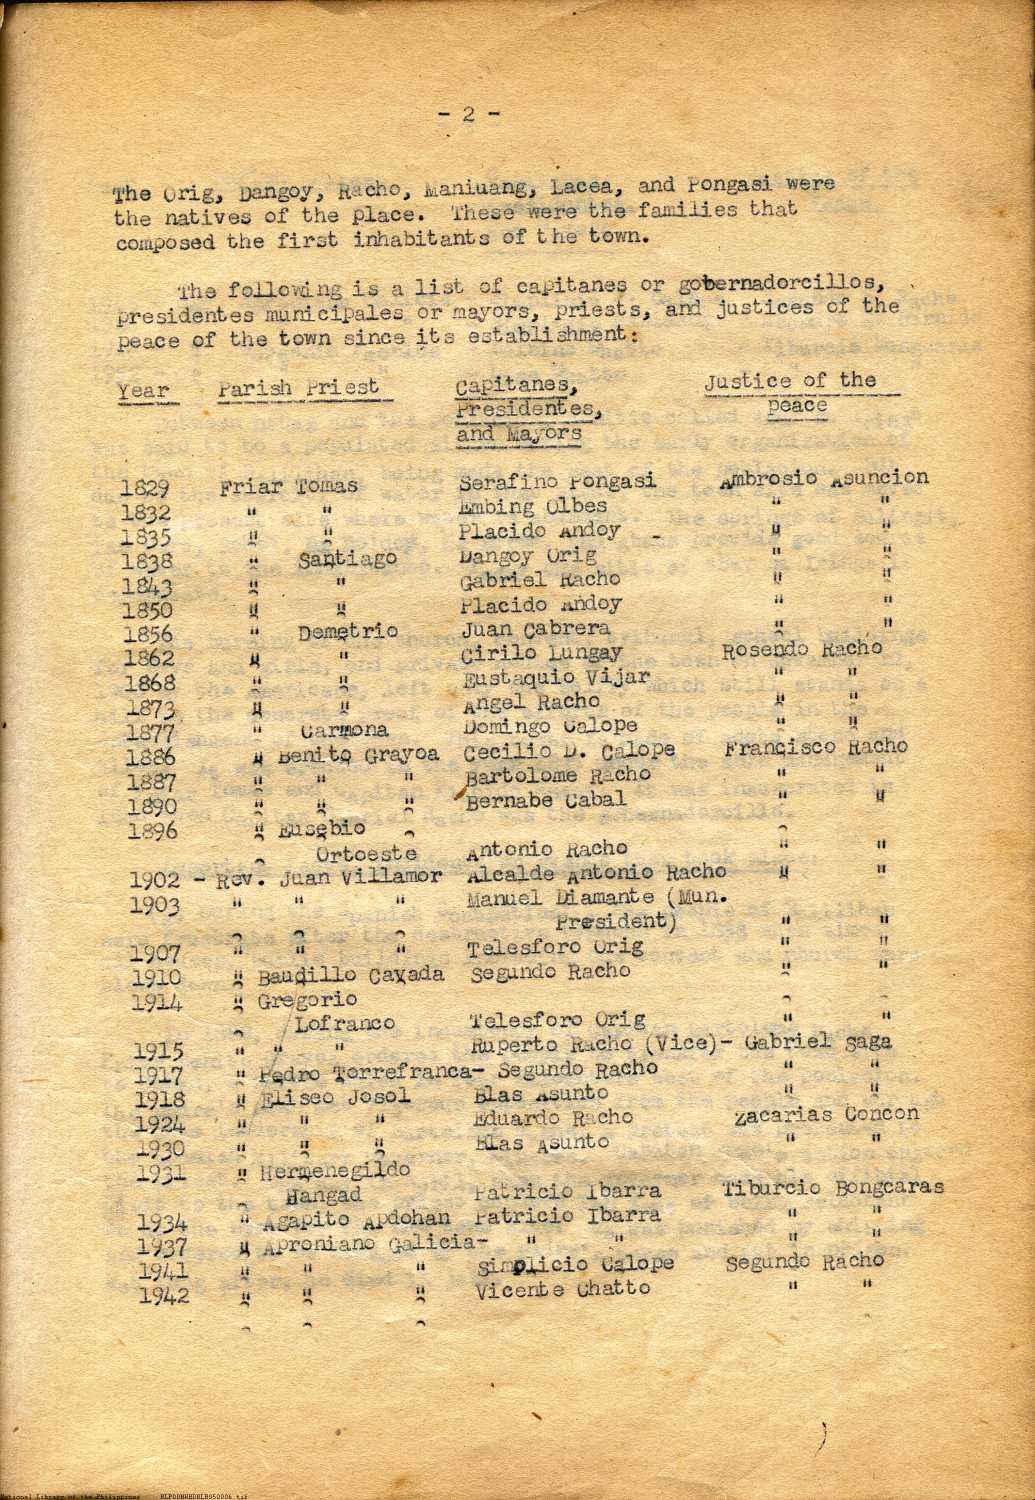 - 2 -
The Orig, Dangoy, Racho, Maniuang, Lacea, and Pongasi were
the natives of the place. These were the families that
composed the first inhabitants of the town.
The following is a list of capitanes or gobernadorcillos,
presidentes municipales or mayors, priests, and justices of the
peace of the town since its establishment:
Year Parish Priest Capitanes, Justice of the
Presidentes, peace
and Mayors
1829 Friar Tomas Serafino Pongasi Ambrosio Asuncion
1832 " " Embing Olbes " "
1835 " " Placido Andoy " "
1838 " Santiago Dangoy Orig " "
1843 " " Gabriel Racho " "
1850 " " Placido Andoy " "
1856 " Demetrio Juan Cabrera " "
1862 " " Cirilo Lungay Rosendo Racho
1868 " " Eustaquio Vijar " "
1873 " " Angel Racho " "
1877 " Carmona Domingo Calope " "
1886 " Benito Grayoa Cecilio D. Calope Francisco Racho
1887 " " " Bartolome Racho " "
1890 " " " Bernabe Cabal " "
1896 " Eusebio
Ortoeste Antonio Racho " "
1902 - Rev. Juan Villamor Alcalde Antonio Racho " "
1903 " " " Manuel Diamante (Mun.
President) " "
1907 " " " Telesforo Orig " "
1910 " Baudillo Cavada Segundo Racho " "
1914 " Gregorio
Lofranco Telesforo Orig " "
1915 " " " Ruperto Racho (Vice)- Gabriel Saga
1917 " Pedro Torrefranca- Segundo Racho " "
1918 " Eliseo Josol Blas Asunto " "
1924 " " " Eduardo Racho Zacarias Concon
1930 " " " Blas Asunto " "
1931 " Hermenegildo
Hangad Patricio Ibarra Tiburcio Bongcaras
1934 " Agapito Apdohan Patricio Ibarra " "
1937 " Aproniano Galicia- " " " "
1941 " " " Simplicio Calope Segundo Racho
1942 " " " Vicente Chatto " "
National Library of the Philippines